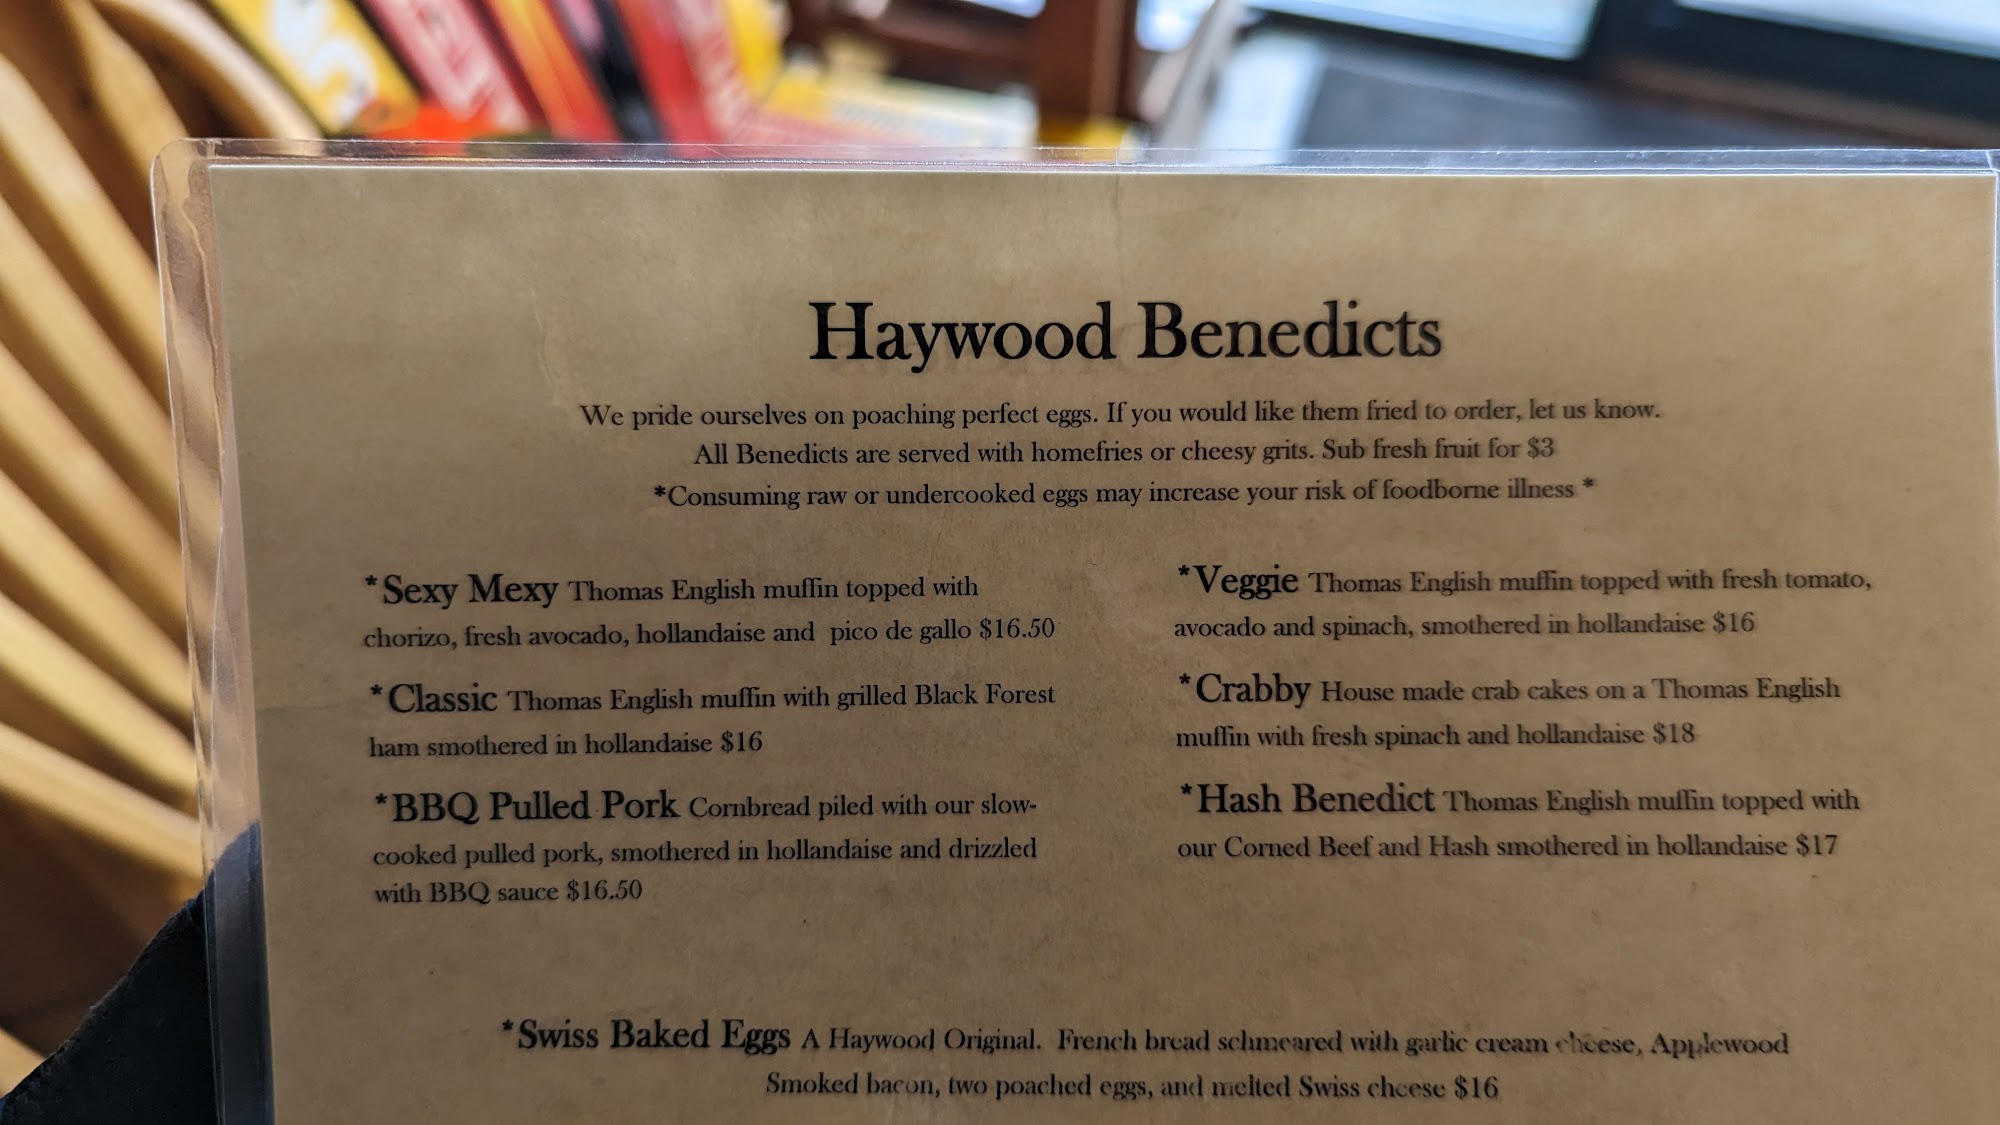 Haywood Benedicts
We pride ourselves on poaching perfect eggs. If you would like them fried to order, let us know.
All Benedicts are served with homefries or cheesy grits. Sub fresh fruit for $3
*Consuming raw or undercooked eggs may increase your risk of foodborne illness *
*Sexy Mexy Thomas English muffin topped with
chorizo, fresh avocado, hollandaise and pico de gallo $16.50
*Classic Thomas English muffin with grilled Black Forest
ham smothered in hollandaise $16
*BBQ Pulled Pork Cornbread piled with our slow-
cooked pulled pork, smothered in hollandaise and drizzled
with BBQ sauce $16.50
*Veggie Thomas English muffin topped with fresh tomato,
avocado and spinach, smothered in hollandaise $16
*Crabby House made crab cakes on a Thomas English
muffin with fresh spinach and hollandaise $18
*Hash Benedict Thomas English muffin topped with
our Corned Beef and Hash smothered in hollandaise $17
*Swiss Baked Eggs A Haywood Original. French bread schmeared with garlic cream cheese, Applewood
Smoked bacon, two poached eggs, and melted Swiss cheese $16